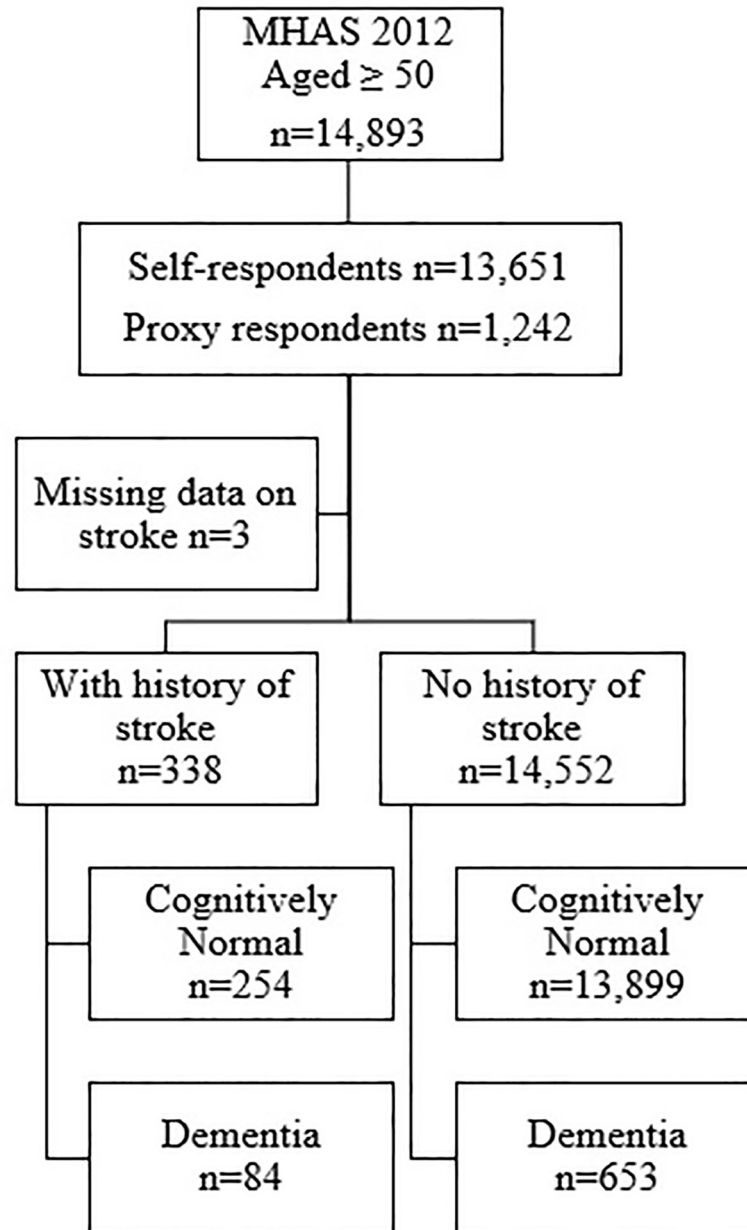 MHAS 2012
Aged ≥ 50
n=14,893
Self-respondents n=13,651
Proxy respondents n=1,242
Missing data on
stroke n=3
With history of
stroke
n=338
No history of
stroke
n=14,552
Cognitively
Normal
n=254
Cognitively
Normal
n=13,899
Dementia
n=84
Dementia
n=653